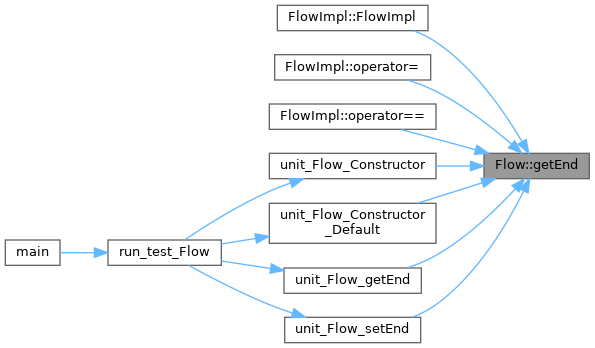 FlowImpl::FlowImpl
FlowImpl::operator=
FlowImpl::operator==
unit_Flow_Constructor
Flow::getEnd
unit_Flow_Constructor
_Default
main
run_test_Flow
unit_Flow_getEnd
unit_Flow_setEnd